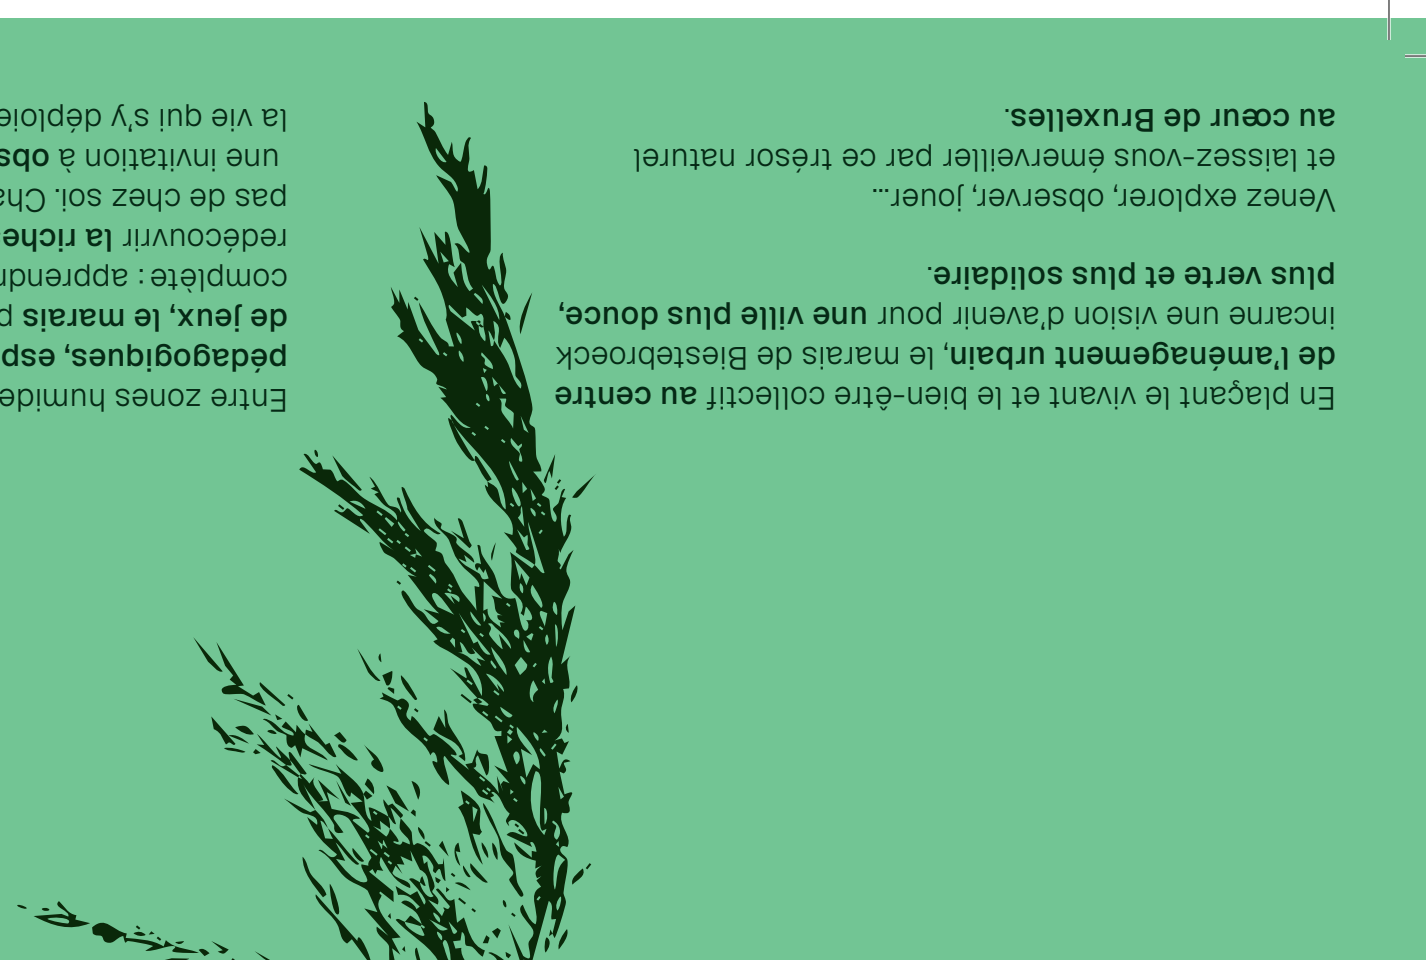 En plaçant le vivant et le bien-être collectif au centre
de l’aménagement urbain, le marais de Biestebroeck
incarne une vision d’avenir pour une ville plus douce,
plus verte et plus solidaire.
Venez explorer, observer, jouer...
et laissez-vous émerveiller par ce trésor naturel
au cœur de Bruxelles.
Entre zones humide
pédagogiques, esp
de jeux, le marais p
complète : apprendr
redécouvrir la riche
pas de chez soi. Cha
une invitation à obs
la vie qui s’y déploie